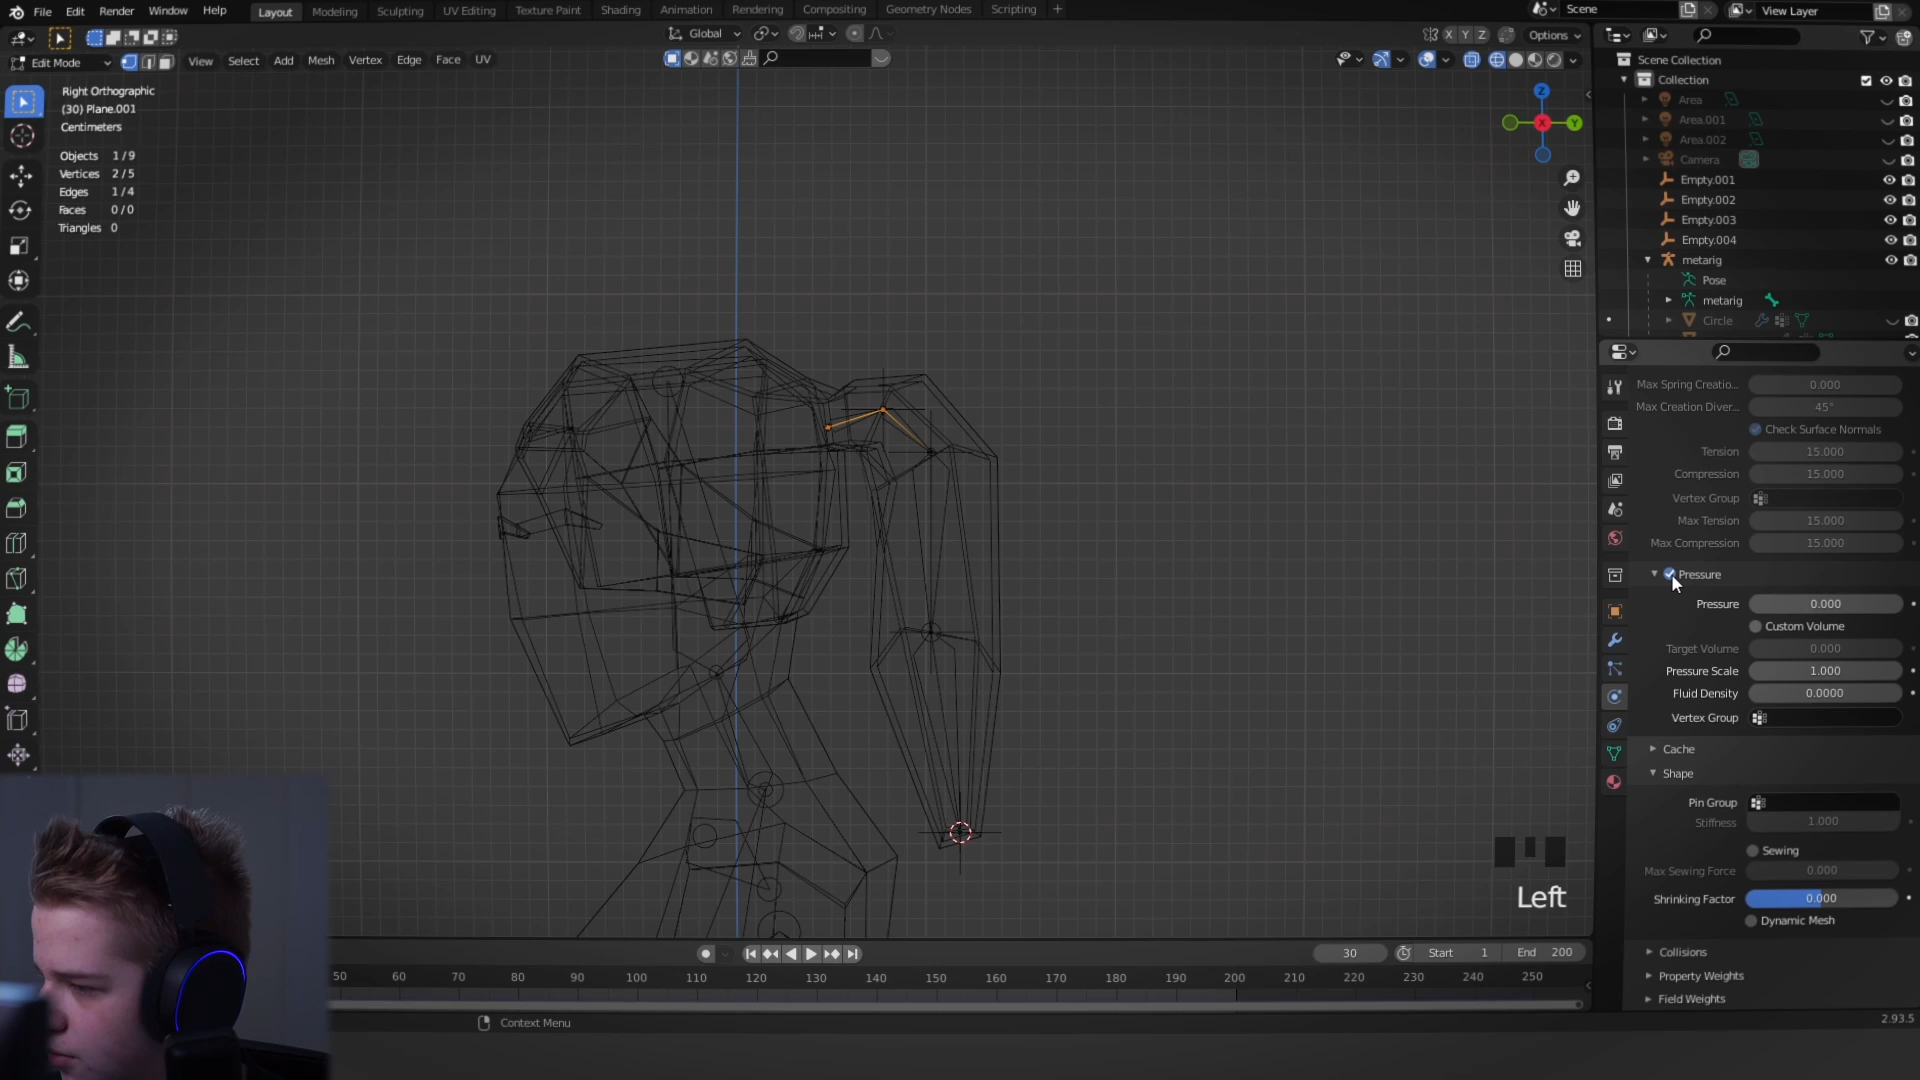 File Edit Render Window Help Layout Modeling Sculpting UV Editing Texture Paint Shading Animation Rendering Compositing Geometry Nodes Scripting + Scene View Layer
Global X Y Z Options
Edit Mode View Select Add Mesh Vertex Edge Face UV
Right Orthographic
(30) Plane.001
Centimeters
Objects 1/9
Vertices 2/5
Edges 1/4
Faces 0/0
Triangles 0
Z
X
Y
Left
Scene Collection
Collection
Area
Area.001
Area.002
Camera
Empty.001
Empty.002
Empty.003
Empty.004
metarig
Pose
metarig
Circle
Max Spring Creatio... 0.000
Max Creation Diver... 45°
Check Surface Normals
Tension 15.000
Compression 15.000
Vertex Group
Max Tension 15.000
Max Compression 15.000
Pressure
Pressure 0.000
Custom Volume
Target Volume 0.000
Pressure Scale 1.000
Fluid Density 0.0000
Vertex Group
Cache
Shape
Pin Group
Stiffness 1.000
Sewing
Max Sewing Force 0.000
Shrinking Factor 0.000
Dynamic Mesh
Collisions
Property Weights
Field Weights
30 Start 1 End 200
50 60 70 80 90 100 110 120 130 140 150 160 170 180 190 200 210 220 230 240 250
Context Menu
2.93.5